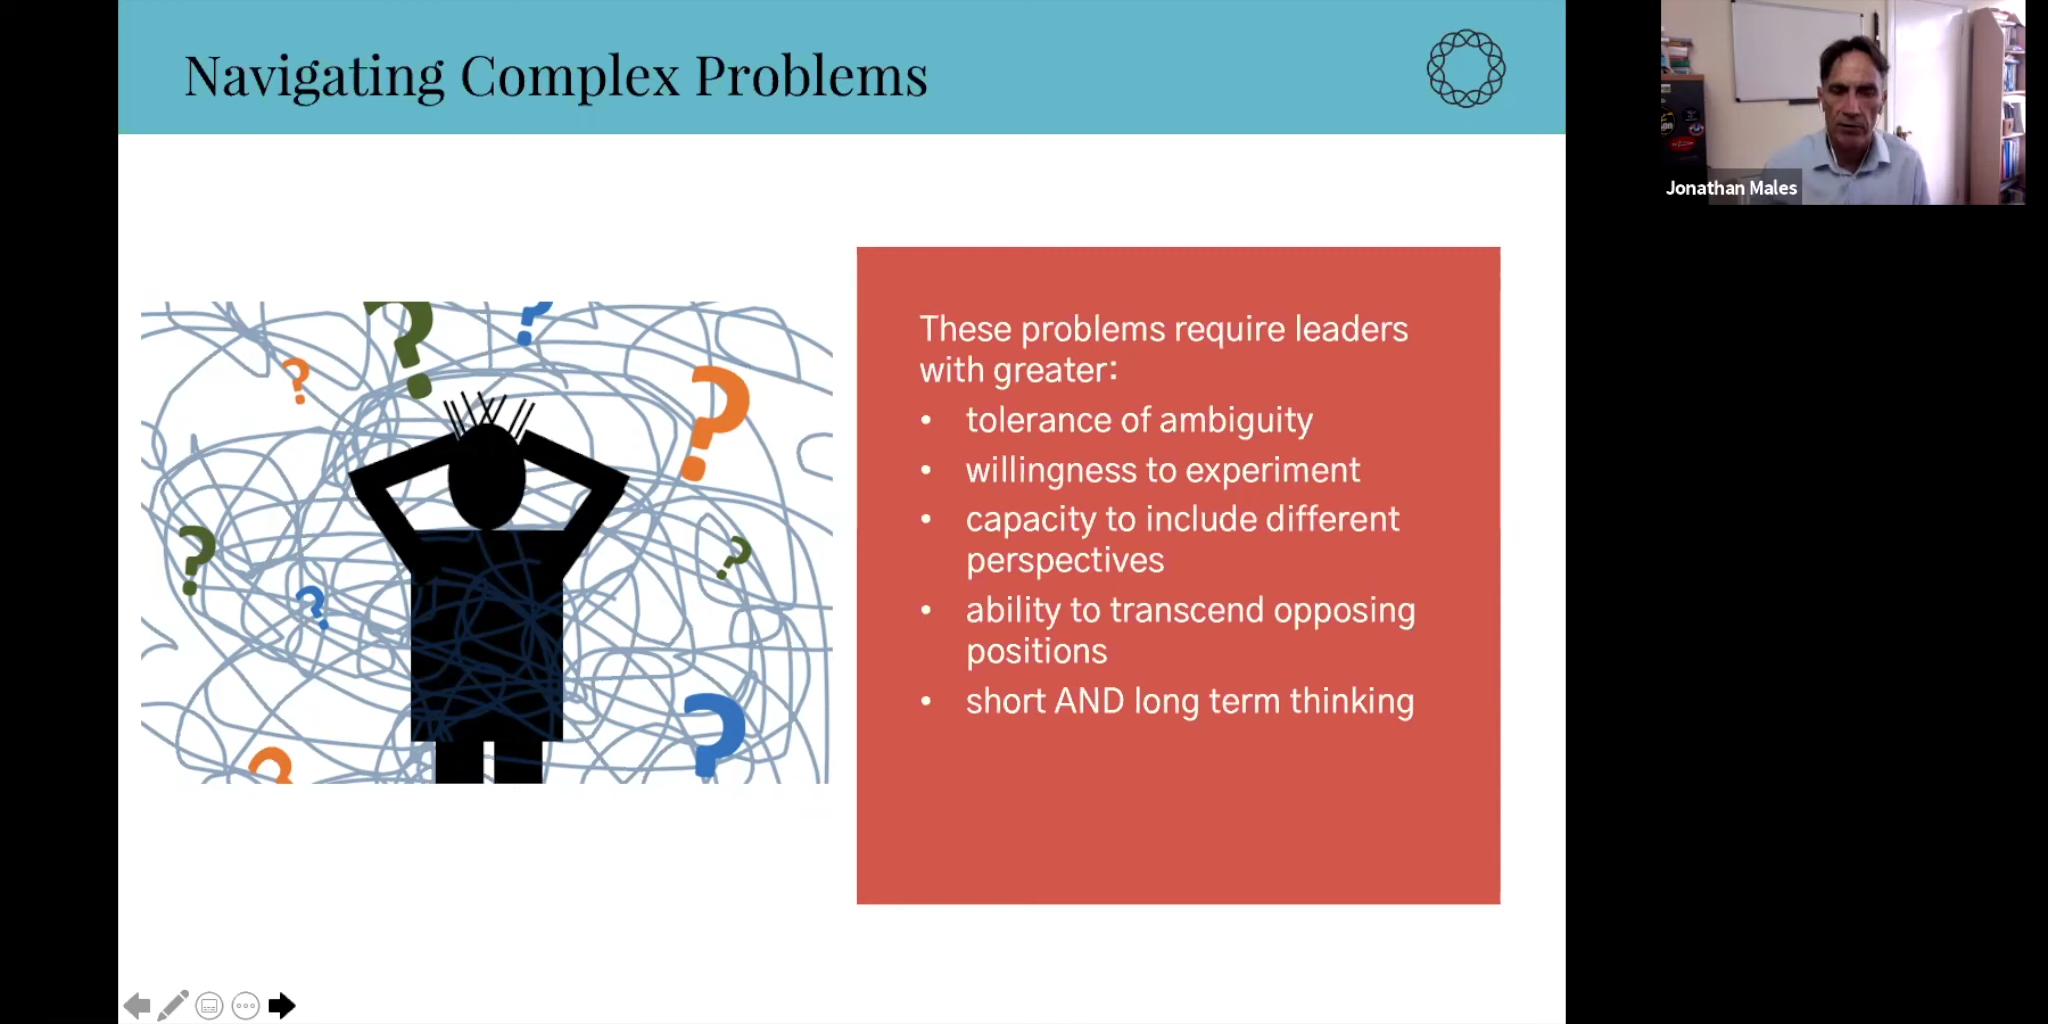 Navigating Complex Problems
Jonathan Males
These problems require leaders
with greater:
• tolerance of ambiguity
• willingness to experiment
• capacity to include different
perspectives
• ability to transcend opposing
positions
• short AND long term thinking
? ? ? ? ? ? ? ? ?